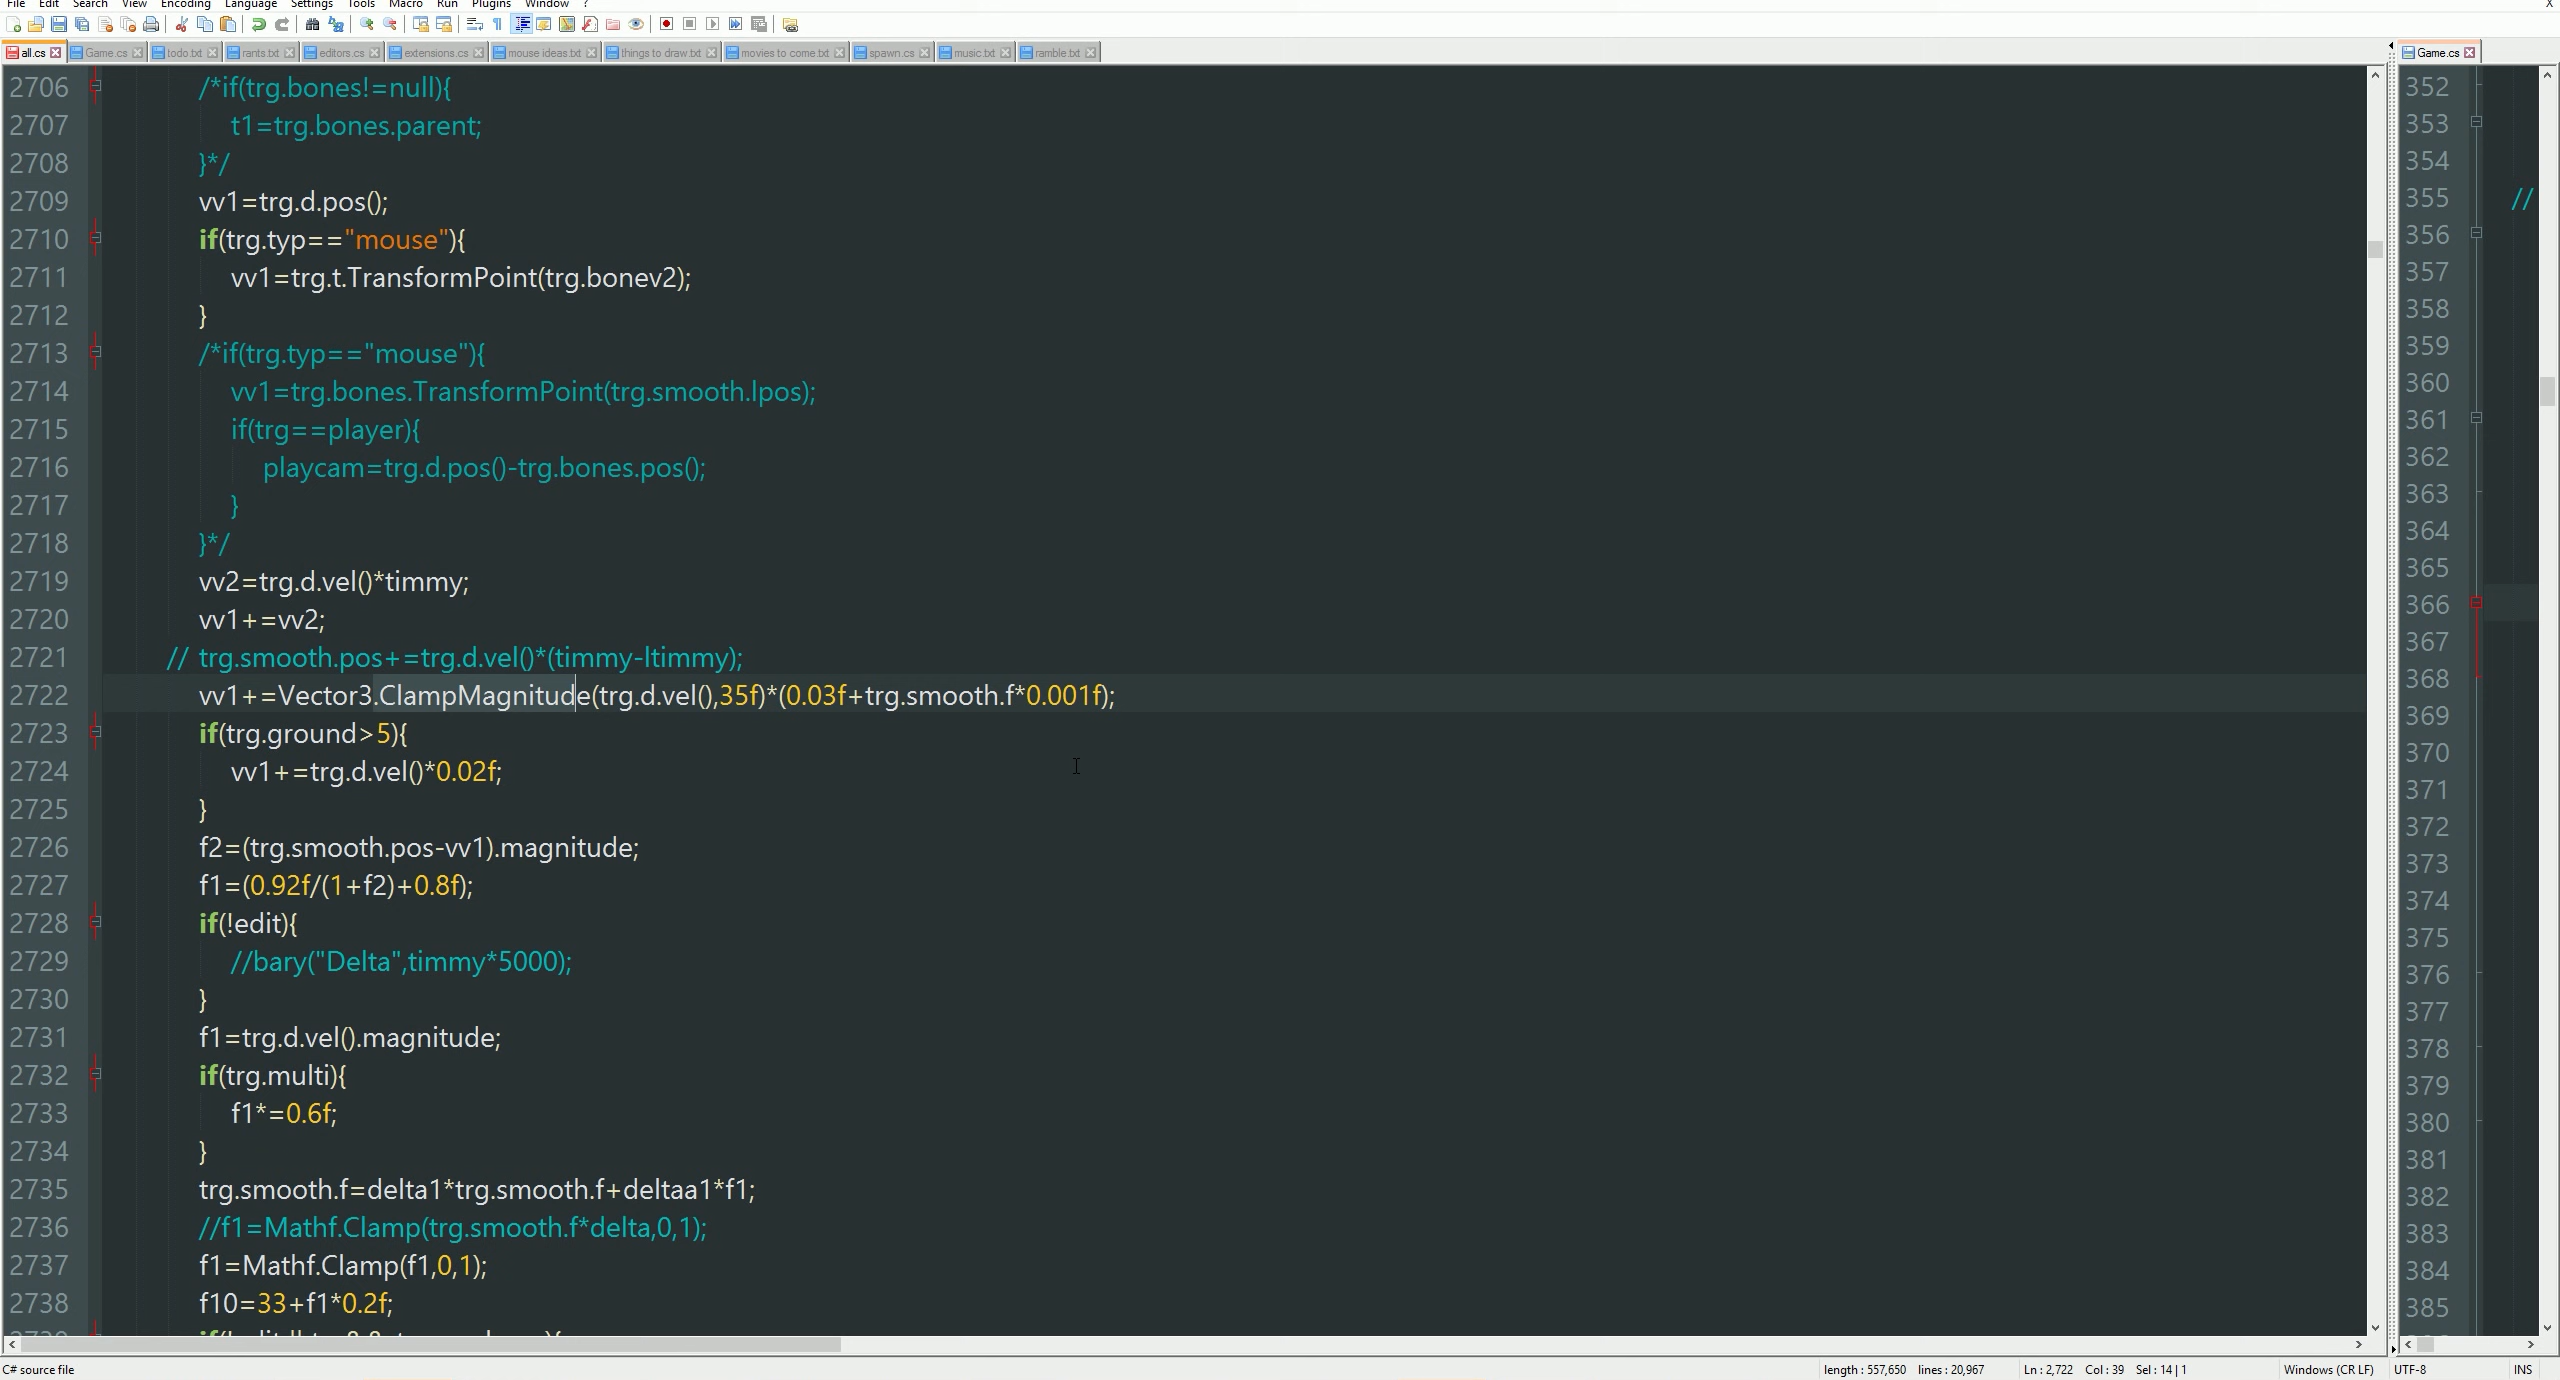 File Edit Search View Encoding Language Settings Tools Macro Run Plugins Window ? X
all.cs Game.cs todo.txt rants.txt editors.cs extensions.cs mouse ideas.txt things to draw.txt movies to come.txt spawn.cs music.txt ramble.txt
2706 /*if(trg.bones!=null){
2707 t1=trg.bones.parent;
2708 }*/
2709 vv1=trg.d.pos();
2710 if(trg.typ=="mouse"){
2711 vv1=trg.t.TransformPoint(trg.bonev2);
2712 }
2713 /*if(trg.typ=="mouse"){
2714 vv1=trg.bones.TransformPoint(trg.smooth.lpos);
2715 if(trg==player){
2716 playcam=trg.d.pos()-trg.bones.pos();
2717 }
2718 }*/
2719 vv2=trg.d.vel()*timmy;
2720 vv1+=vv2;
2721 // trg.smooth.pos+=trg.d.vel()*(timmy-ltimmy);
2722 vv1+=Vector3.ClampMagnitude(trg.d.vel(),35f)*(0.03f+trg.smooth.f*0.001f);
2723 if(trg.ground>5){
2724 vv1+=trg.d.vel()*0.02f;
2725 }
2726 f2=(trg.smooth.pos-vv1).magnitude;
2727 f1=(0.92f/(1+f2)+0.8f);
2728 if(!edit){
2729 //bary("Delta",timmy*5000);
2730 }
2731 f1=trg.d.vel().magnitude;
2732 if(trg.multi){
2733 f1*=0.6f;
2734 }
2735 trg.smooth.f=delta1*trg.smooth.f+deltaa1*f1;
2736 //f1=Mathf.Clamp(trg.smooth.f*delta,0,1);
2737 f1=Mathf.Clamp(f1,0,1);
2738 f10=33+f1*0.2f;
Game.cs
352
353
354
355 //
356
357
358
359
360
361
362
363
364
365
366
367
368
369
370
371
372
373
374
375
376
377
378
379
380
381
382
383
384
385
C# source file length : 557,650 lines : 20,967 Ln : 2,722 Col : 39 Sel : 14 | 1 Windows (CR LF) UTF-8 INS